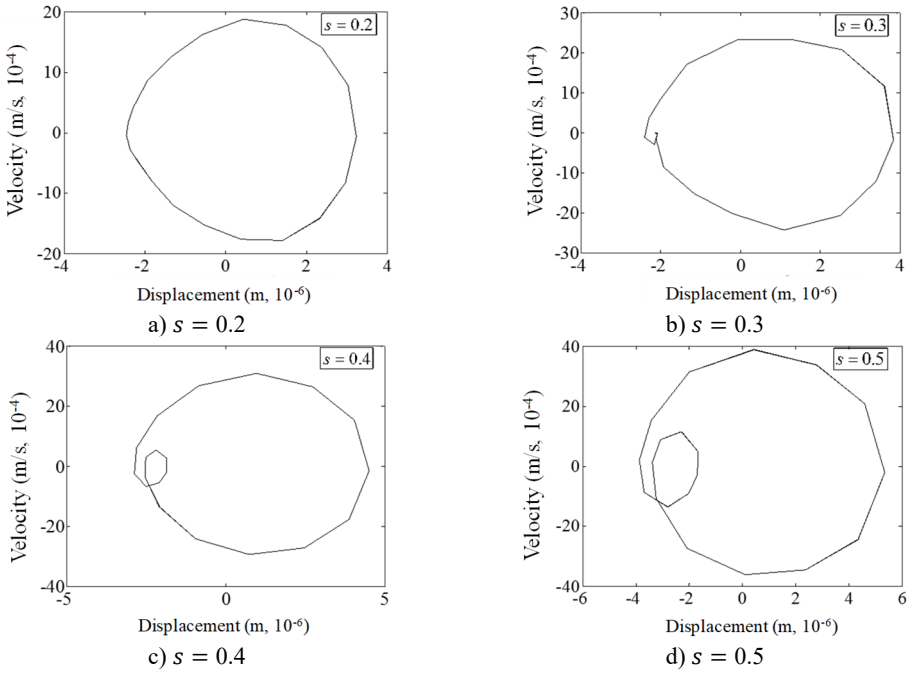 s = 0.2
20
10
0
-10
-20
-4
-2
0
2
4
Velocity (m/s, 10⁻⁴)
Displacement (m, 10⁻⁶)
a) s = 0.2
s = 0.3
30
20
10
0
-10
-20
-30
-4
-2
0
2
4
Velocity (m/s, 10⁻⁴)
Displacement (m, 10⁻⁶)
b) s = 0.3
s = 0.4
40
20
0
-20
-40
-5
0
5
Velocity (m/s, 10⁻⁴)
Displacement (m, 10⁻⁶)
c) s = 0.4
s = 0.5
40
20
0
-20
-40
-6
-4
-2
0
2
4
6
Velocity (m/s, 10⁻⁴)
Displacement (m, 10⁻⁶)
d) s = 0.5